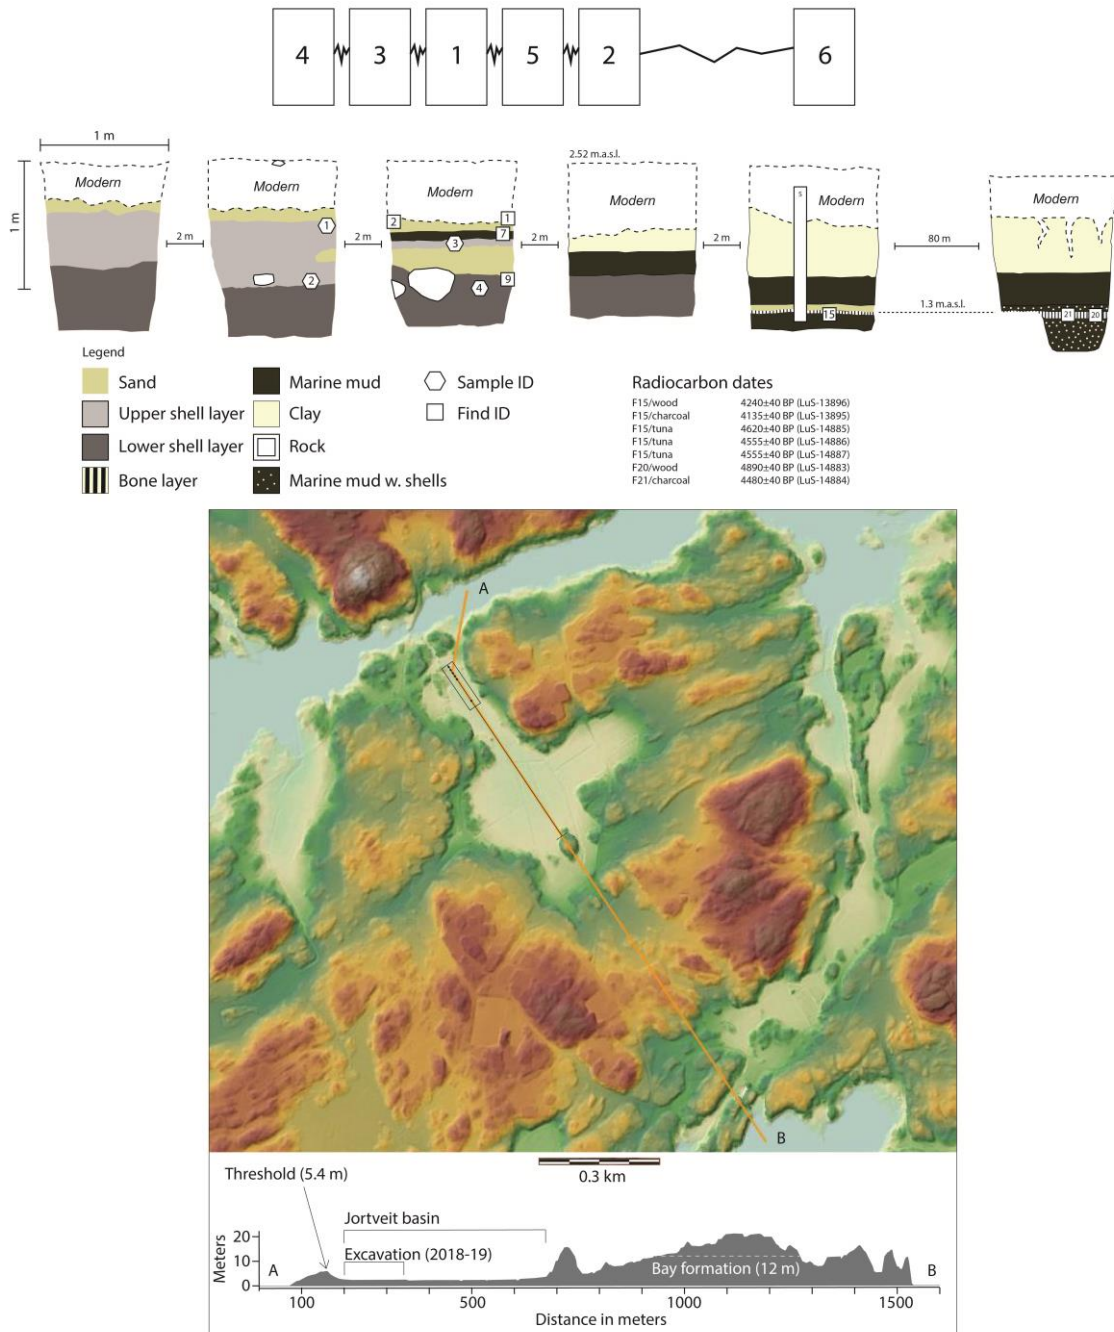 4 3 1 5 2 6
1 m
2.52 m.a.s.l.
Modern Modern Modern Modern Modern Modern
1 m
2 m 2 m 2 m 2 m 80 m
1
2 1
7
3
2 4 9
S
15
1.3 m.a.s.l.
21 20
Legend
Sand
Upper shell layer
Lower shell layer
Bone layer
Marine mud
Clay
Rock
Marine mud w. shells
Sample ID
Find ID
Radiocarbon dates
F15/wood 4240±40 BP (LuS-13896)
F15/charcoal 4135±40 BP (LuS-13895)
F15/tuna 4620±40 BP (LuS-14885)
F15/tuna 4555±40 BP (LuS-14886)
F15/tuna 4555±40 BP (LuS-14887)
F20/wood 4890±40 BP (LuS-14883)
F21/charcoal 4480±40 BP (LuS-14884)
A
B
0.3 km
Threshold (5.4 m)
Jortveit basin
Excavation (2018-19)
Bay formation (12 m)
Meters
20
10
0
A B
100 500 1000 1500
Distance in meters